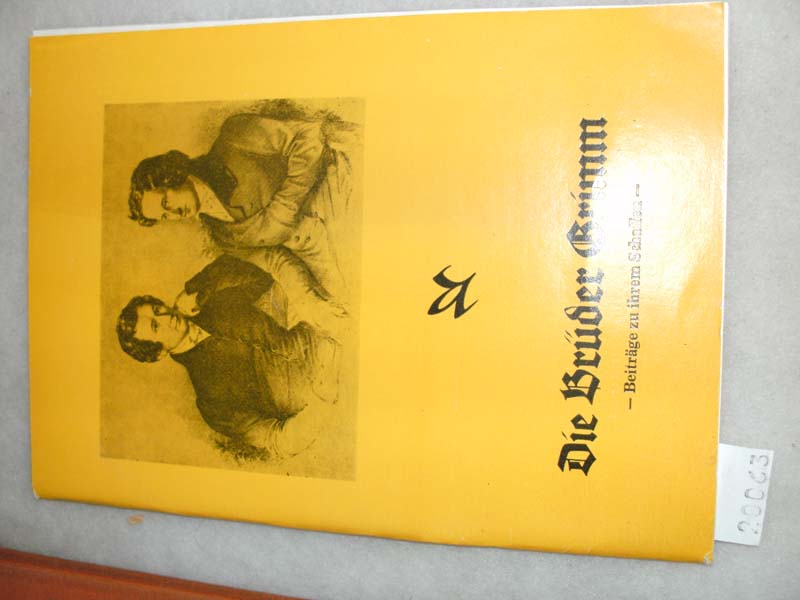 Die Brüder Grimm
— Beiträge zu ihrem Schaffen —
20063